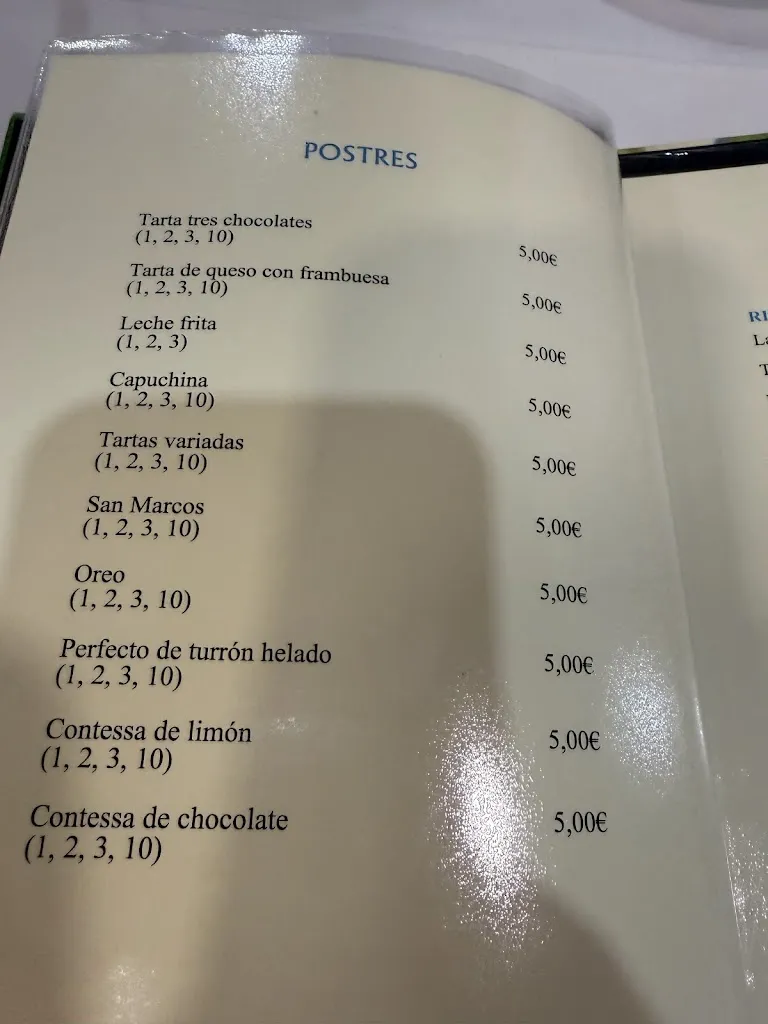 POSTRES
Tarta tres chocolates
(1, 2, 3, 10)
5,00€
Tarta de queso con frambuesa
(1, 2, 3, 10)
5,00€
Leche frita
(1, 2, 3)
5,00€
Capuchina
(1, 2, 3, 10)
5,00€
Tartas variadas
(1, 2, 3, 10)
5,00€
San Marcos
(1, 2, 3, 10)
5,00€
Oreo
(1, 2, 3, 10)
5,00€
Perfecto de turrón helado
(1, 2, 3, 10)
5,00€
Contessa de limón
(1, 2, 3, 10)
5,00€
Contessa de chocolate
(1, 2, 3, 10)
5,00€